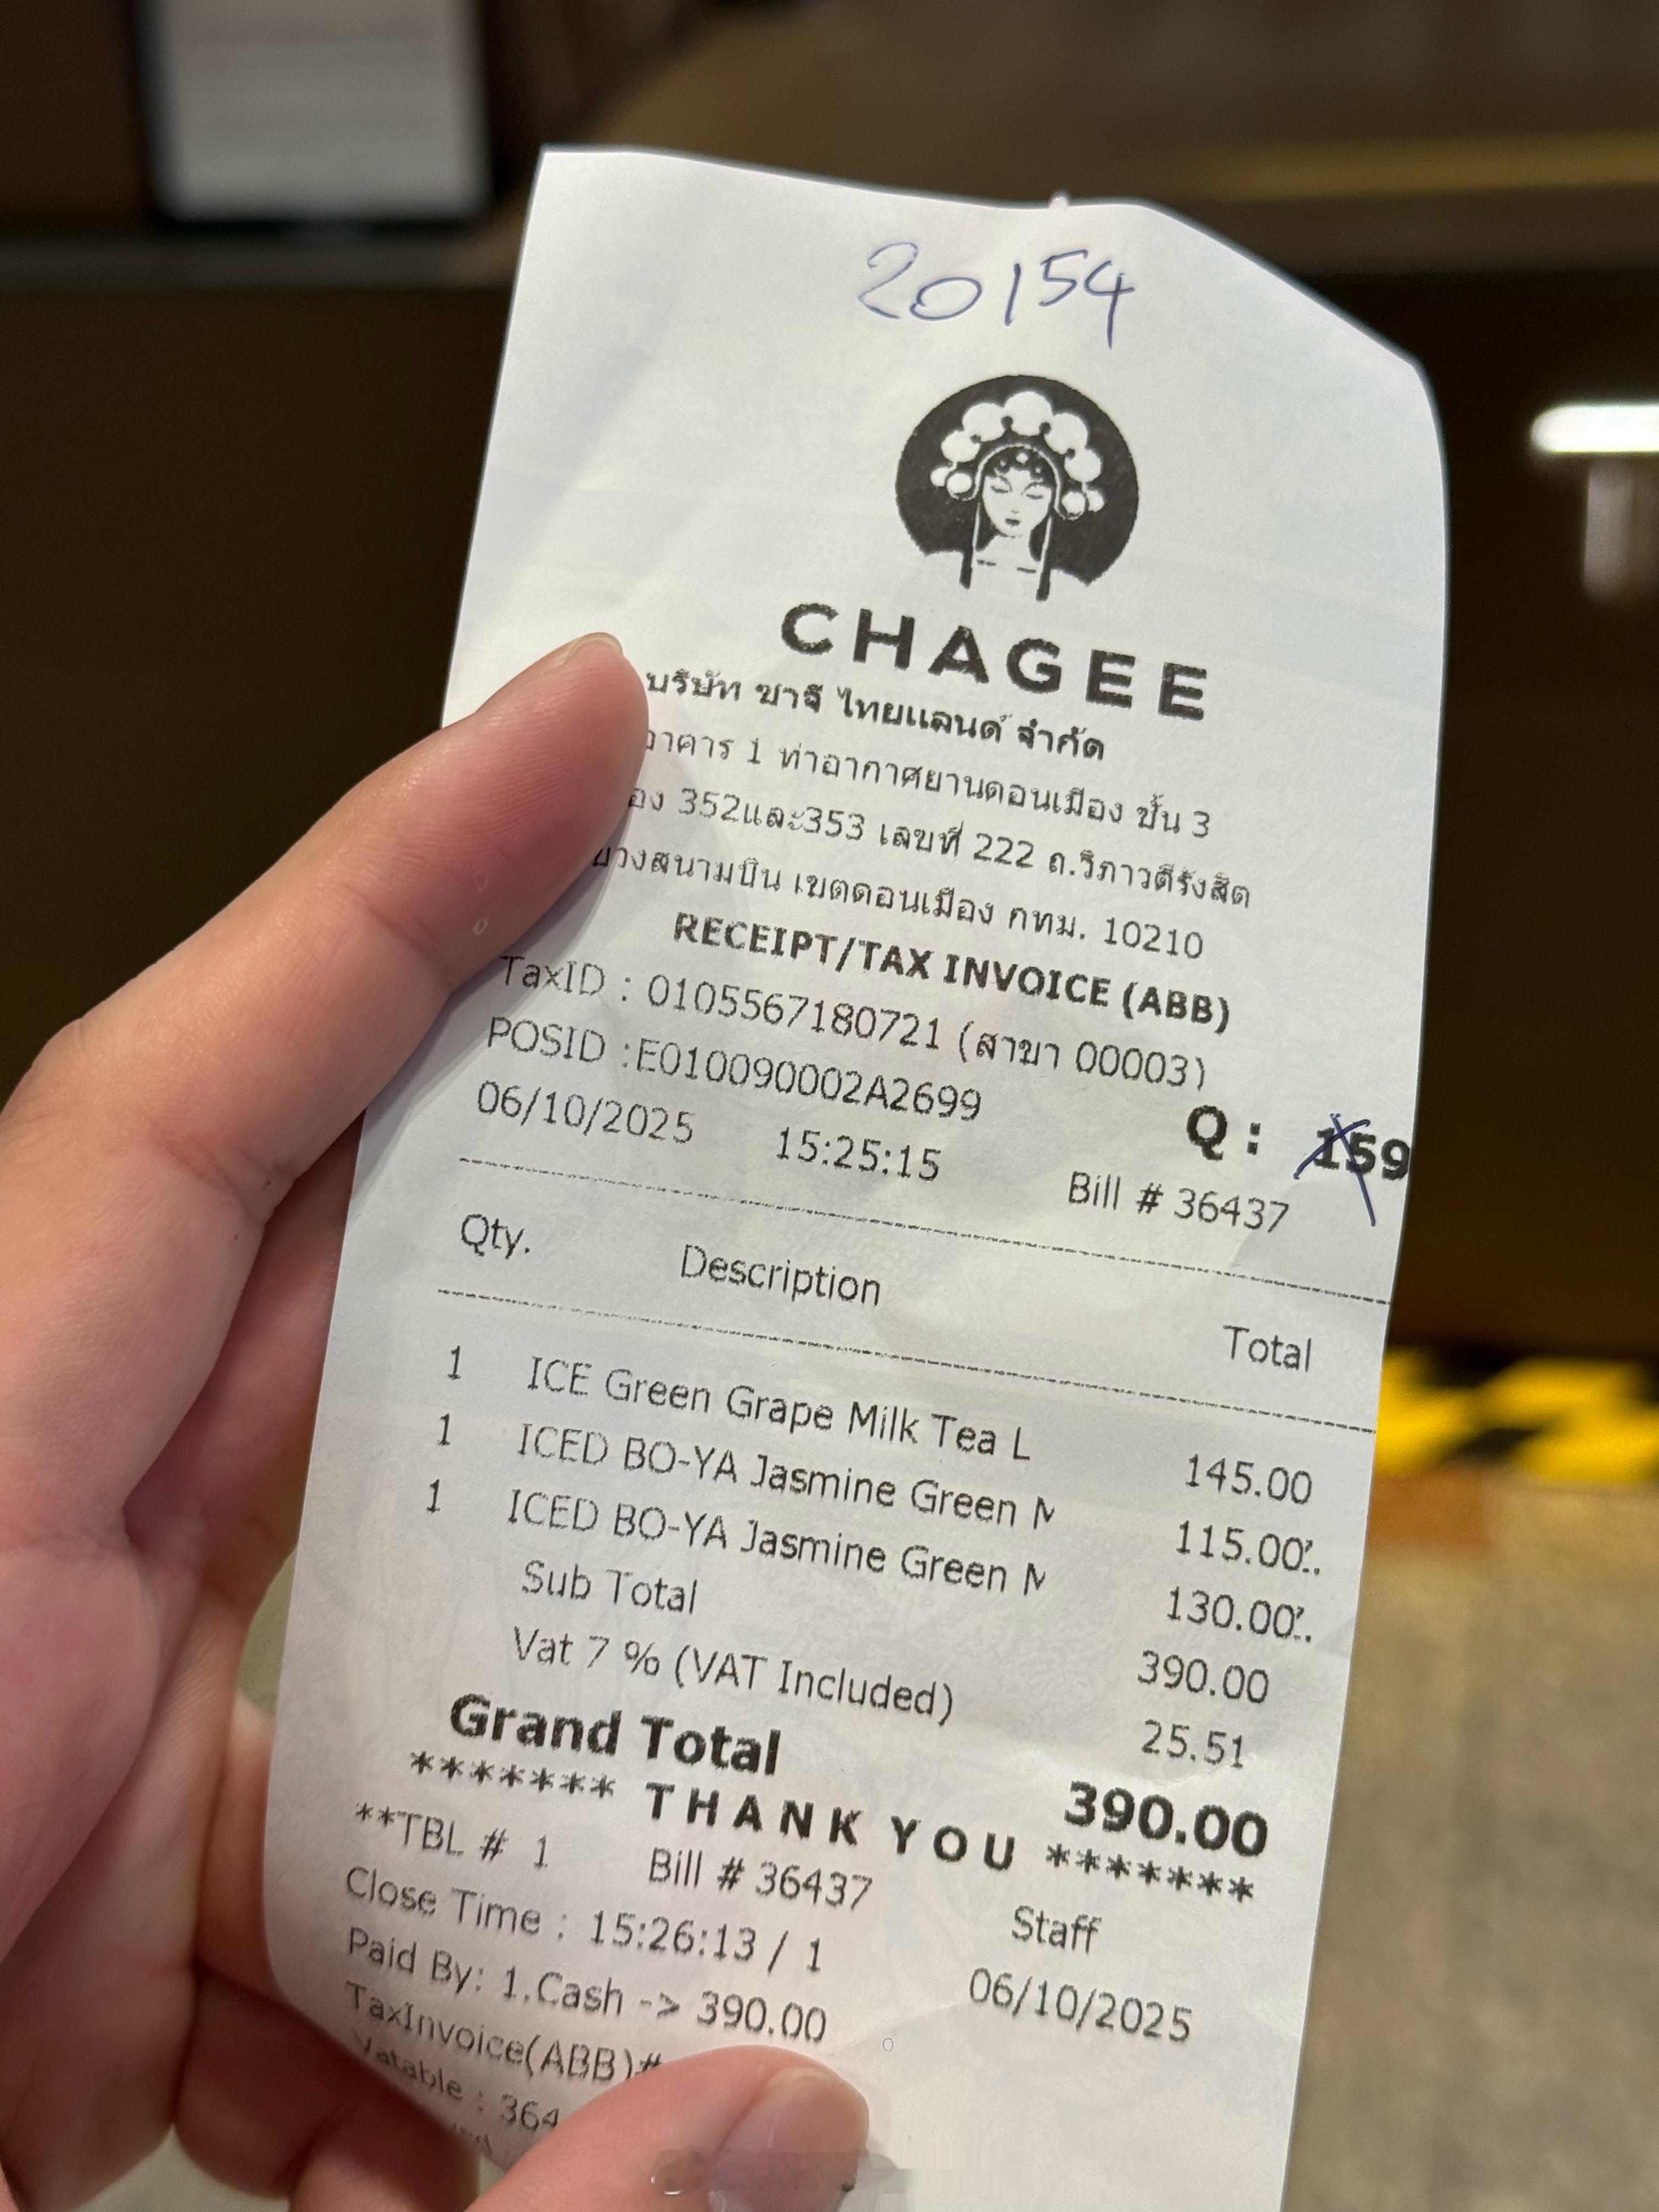 20154
CHAGEE
บริษัท ชาจี ไทยแลนด์ จำกัด
อาคาร 1 ท่าอากาศยานดอนเมือง ชั้น 3
352และ353 เลขที่ 222 ถ.วิภาวดีรังสิต
แขวงสนามบิน เขตดอนเมือง กทม. 10210
RECEIPT/TAX INVOICE (ABB)
TaxID : 0105567180721 (สาขา 00003)
POSID :E010090002A2699
Q : 159
06/10/2025 15:25:15 Bill # 36437
Qty. Description Total
1 ICE Green Grape Milk Tea L 145.00
1 ICED BO-YA Jasmine Green M 115.00
1 ICED BO-YA Jasmine Green M 130.00
Sub Total 390.00
Vat 7 % (VAT Included) 25.51
Grand Total 390.00
******* THANK YOU *******
**TBL # 1 Bill # 36437 Staff
Close Time : 15:26:13 / 1 06/10/2025
Paid By: 1.Cash -> 390.00
TaxInvoice(ABB)#
Vatable : 364